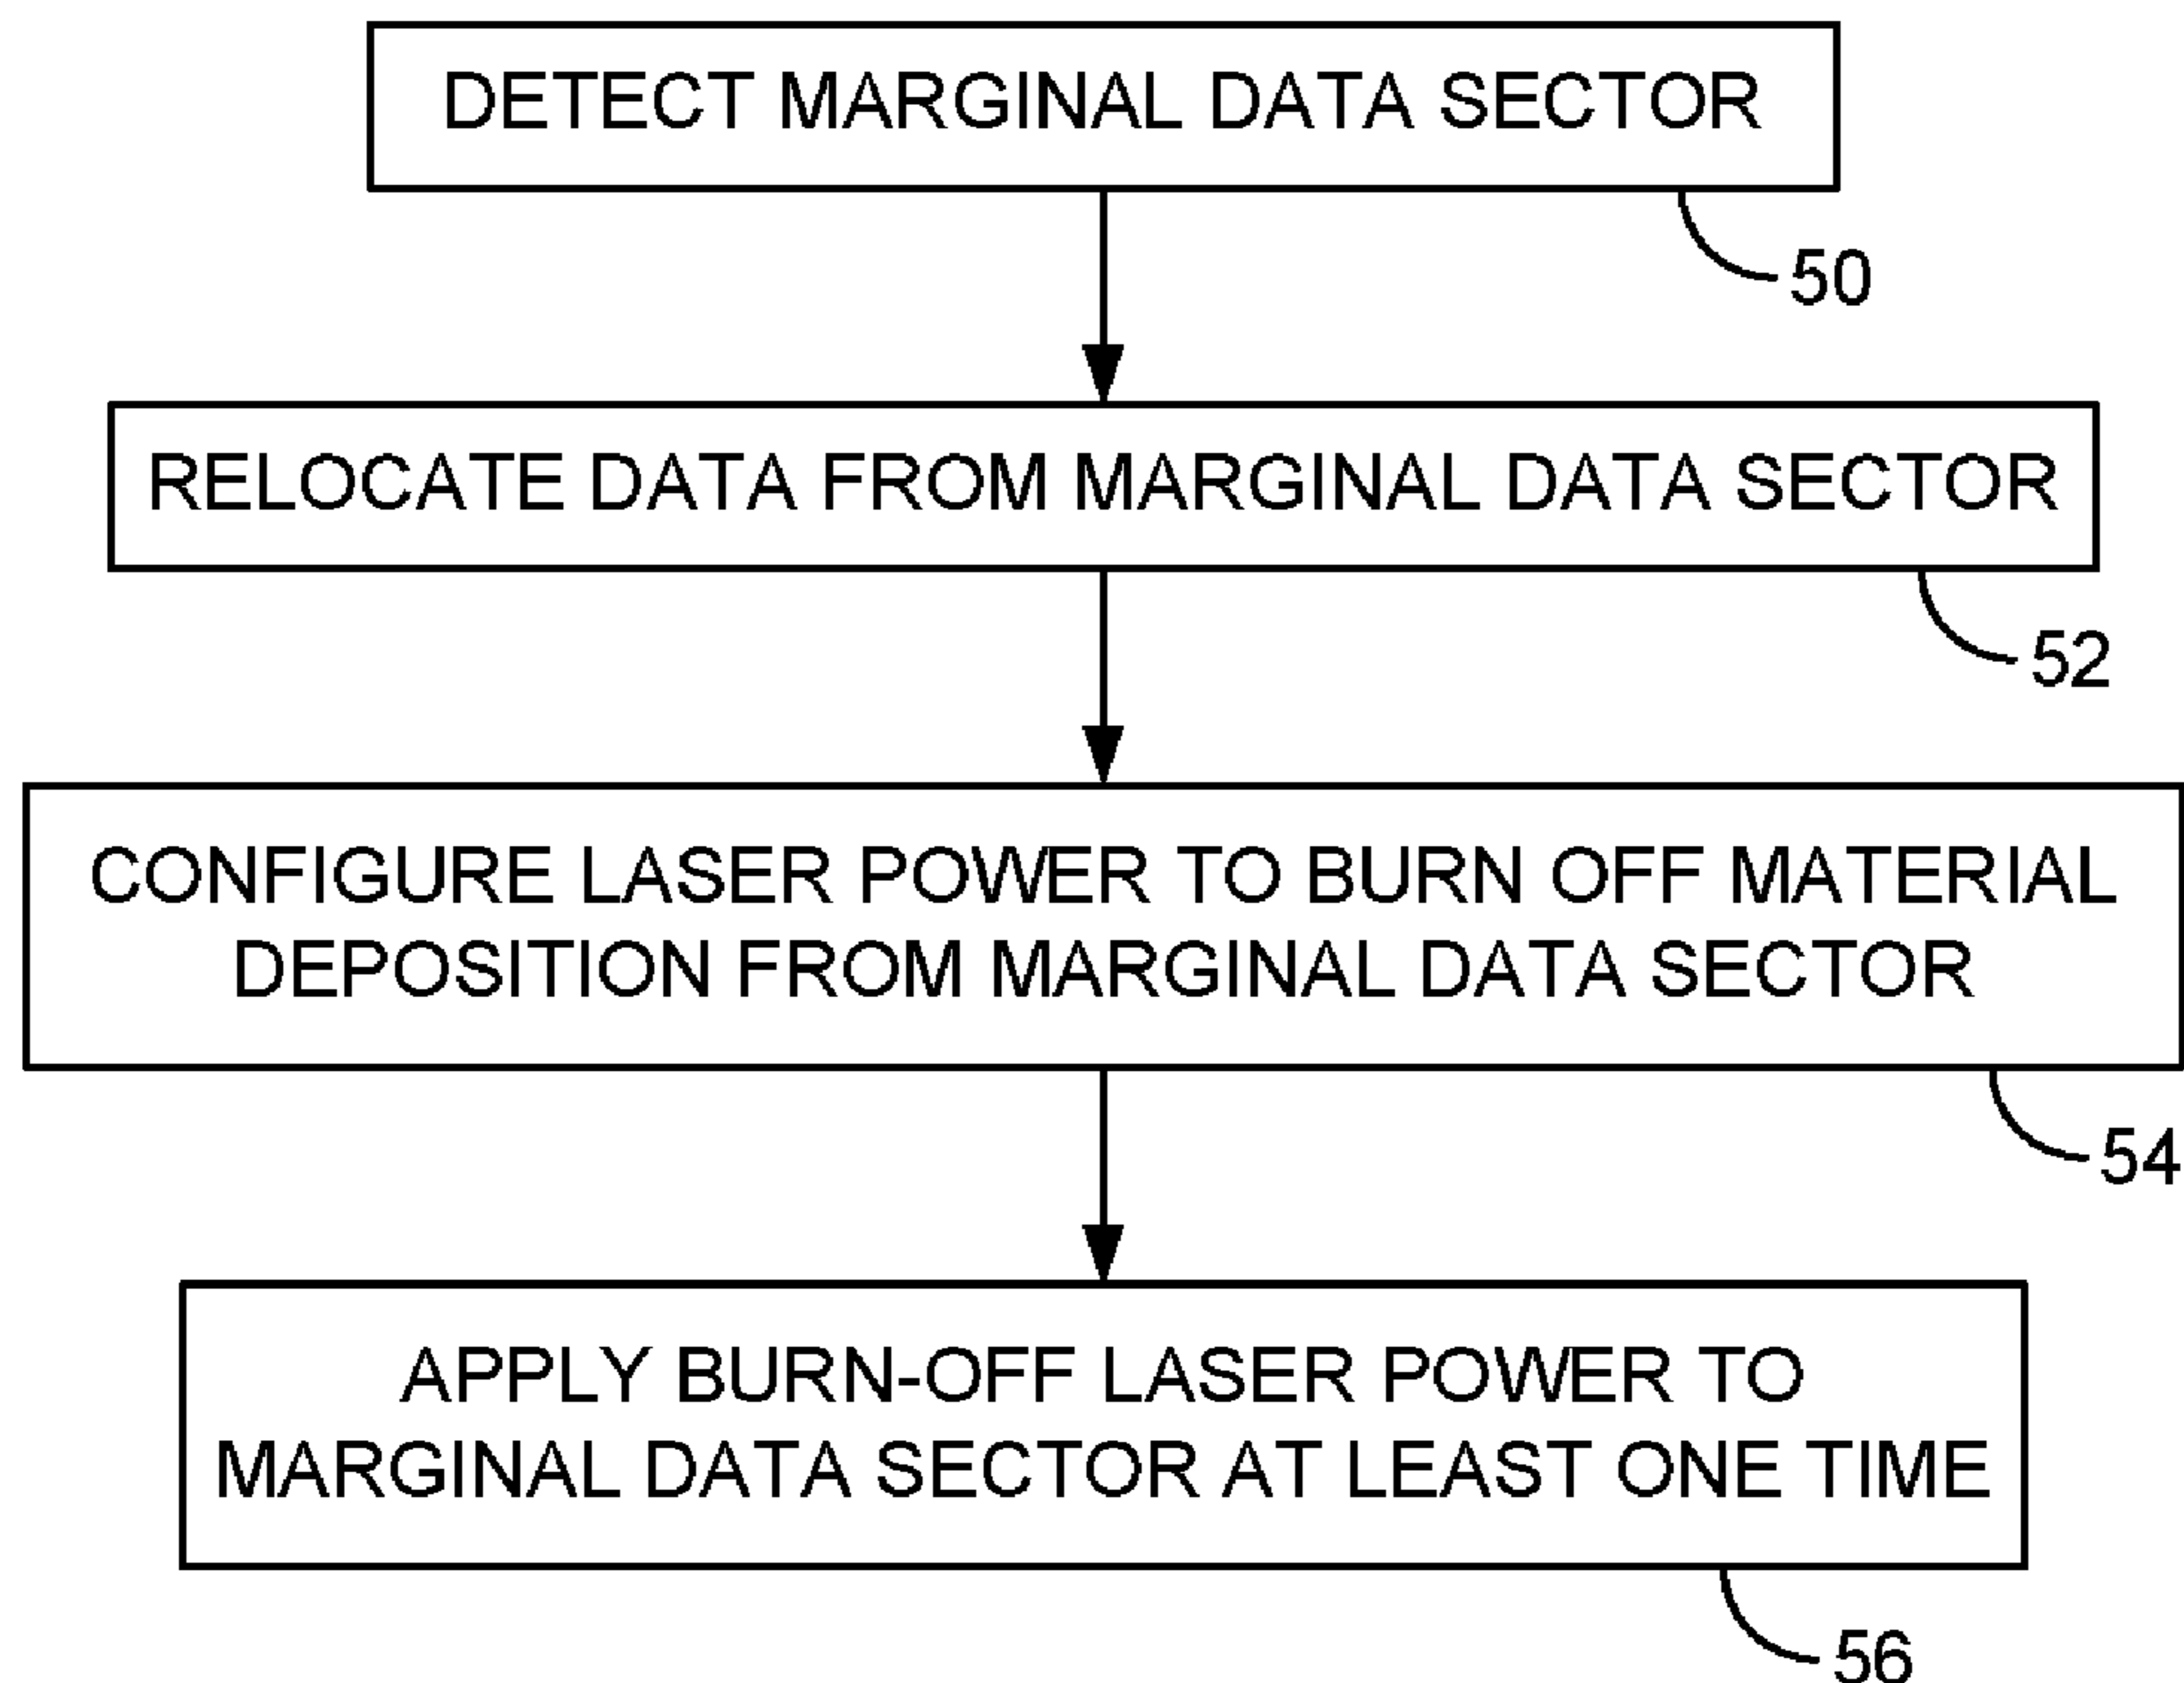 DETECT MARGINAL DATA SECTOR
50
RELOCATE DATA FROM MARGINAL DATA SECTOR
52
CONFIGURE LASER POWER TO BURN OFF MATERIAL
DEPOSITION FROM MARGINAL DATA SECTOR
54
APPLY BURN-OFF LASER POWER TO
MARGINAL DATA SECTOR AT LEAST ONE TIME
56